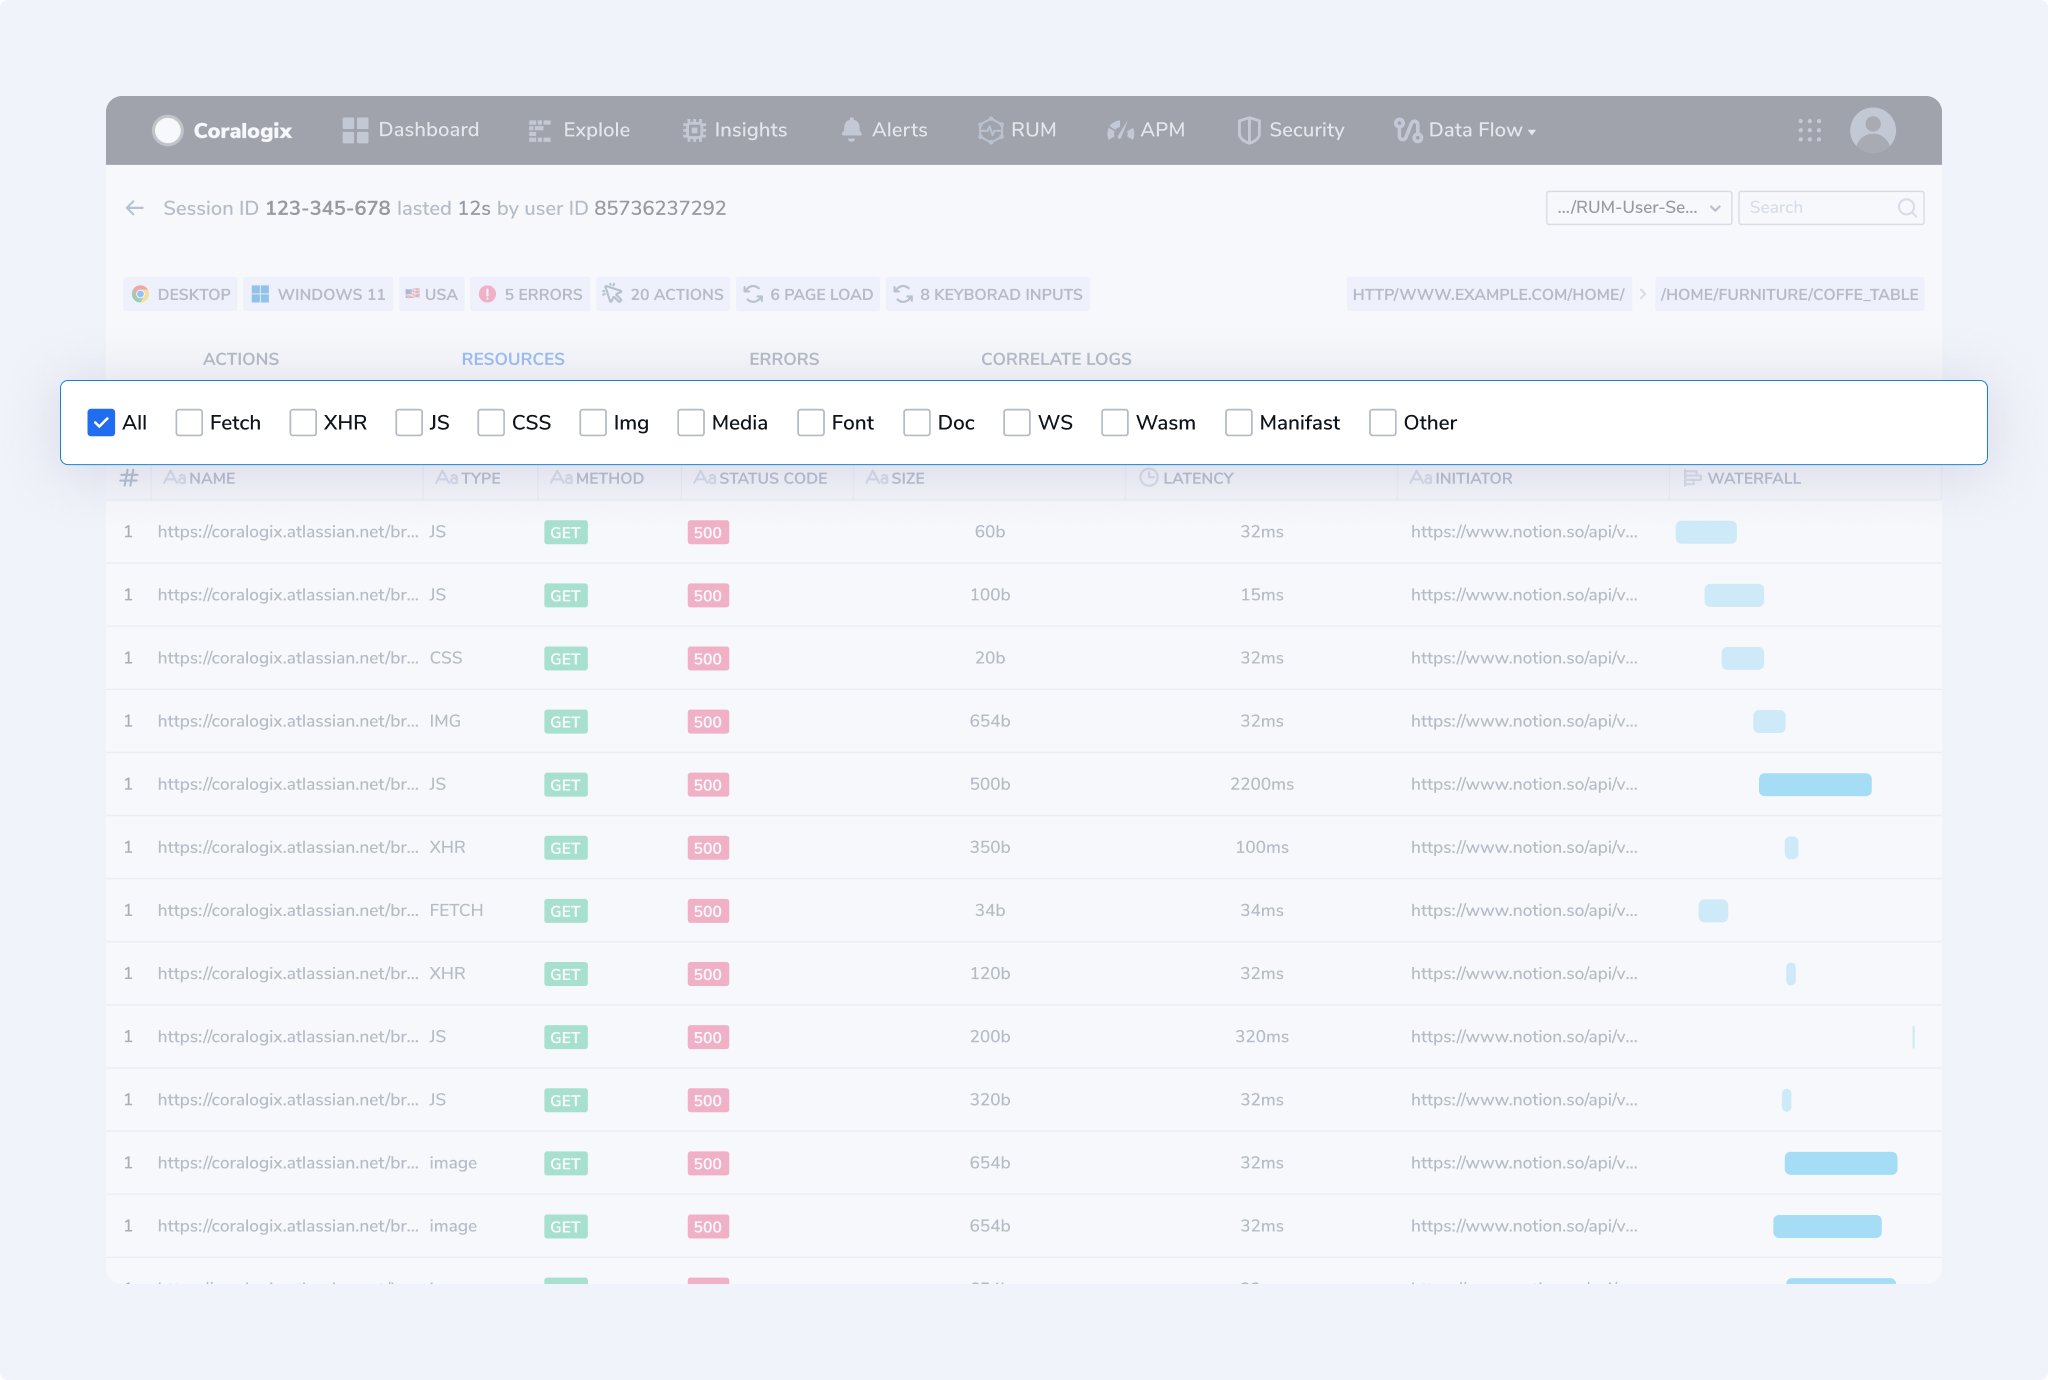 Coralogix Dashboard Explole Insights Alerts RUM APM Security Data Flow
Session ID 123-345-678 lasted 12s by user ID 85736237292 .../RUM-User-Se... Search
DESKTOP WINDOWS 11 USA 5 ERRORS 20 ACTIONS 6 PAGE LOAD 8 KEYBORAD INPUTS HTTP/WWW.EXAMPLE.COM/HOME/ > /HOME/FURNITURE/COFFE_TABLE
ACTIONS RESOURCES ERRORS CORRELATE LOGS
All Fetch XHR JS CSS Img Media Font Doc WS Wasm Manifast Other
# Aa NAME Aa TYPE Aa METHOD Aa STATUS CODE Aa SIZE LATENCY Aa INITIATOR WATERFALL
1 https://coralogix.atlassian.net/br... JS GET 500 60b 32ms https://www.notion.so/api/v...
1 https://coralogix.atlassian.net/br... JS GET 500 100b 15ms https://www.notion.so/api/v...
1 https://coralogix.atlassian.net/br... CSS GET 500 20b 32ms https://www.notion.so/api/v...
1 https://coralogix.atlassian.net/br... IMG GET 500 654b 32ms https://www.notion.so/api/v...
1 https://coralogix.atlassian.net/br... JS GET 500 500b 2200ms https://www.notion.so/api/v...
1 https://coralogix.atlassian.net/br... XHR GET 500 350b 100ms https://www.notion.so/api/v...
1 https://coralogix.atlassian.net/br... FETCH GET 500 34b 34ms https://www.notion.so/api/v...
1 https://coralogix.atlassian.net/br... XHR GET 500 120b 32ms https://www.notion.so/api/v...
1 https://coralogix.atlassian.net/br... JS GET 500 200b 320ms https://www.notion.so/api/v...
1 https://coralogix.atlassian.net/br... JS GET 500 320b 32ms https://www.notion.so/api/v...
1 https://coralogix.atlassian.net/br... image GET 500 654b 32ms https://www.notion.so/api/v...
1 https://coralogix.atlassian.net/br... image GET 500 654b 32ms https://www.notion.so/api/v...